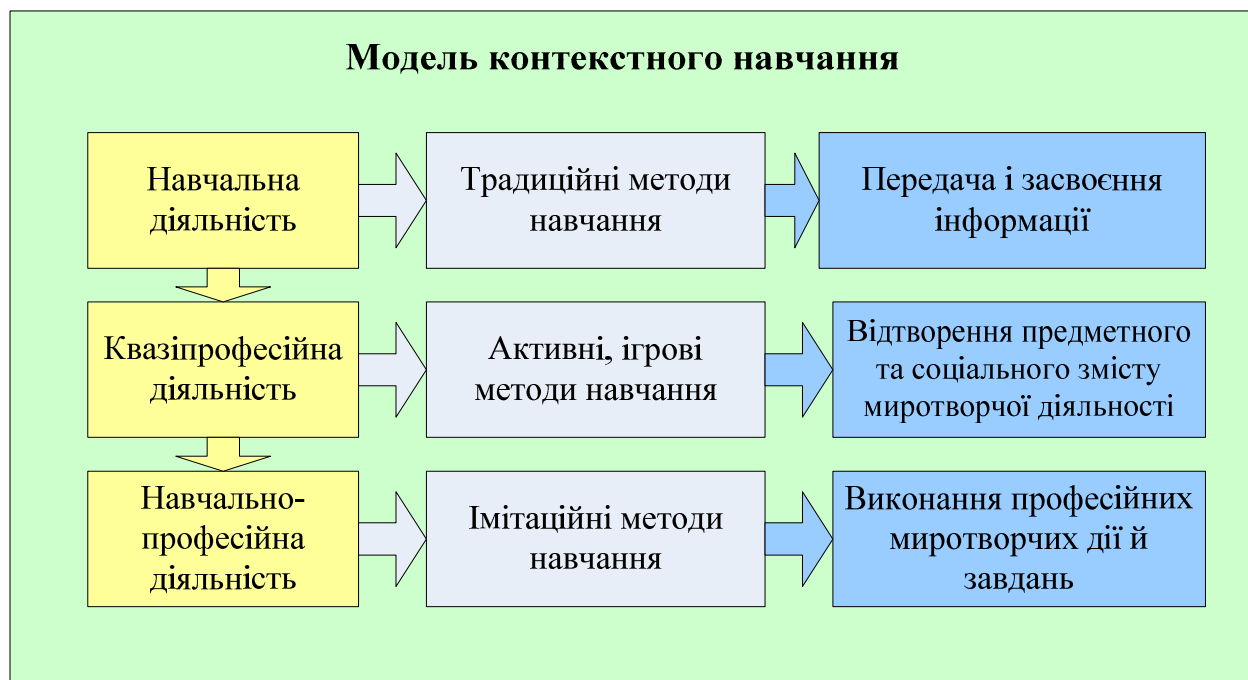 Модель контекстного навчання
Навчальна
діяльність
Традиційні методи
навчання
Передача і засвоєння
інформації
Квазіпрофесійна
діяльність
Активні, ігрові
методи навчання
Відтворення предметного
та соціального змісту
миротворчої діяльності
Навчально-
професійна
діяльність
Імітаційні методи
навчання
Виконання професійних
миротворчих дії й
завдань